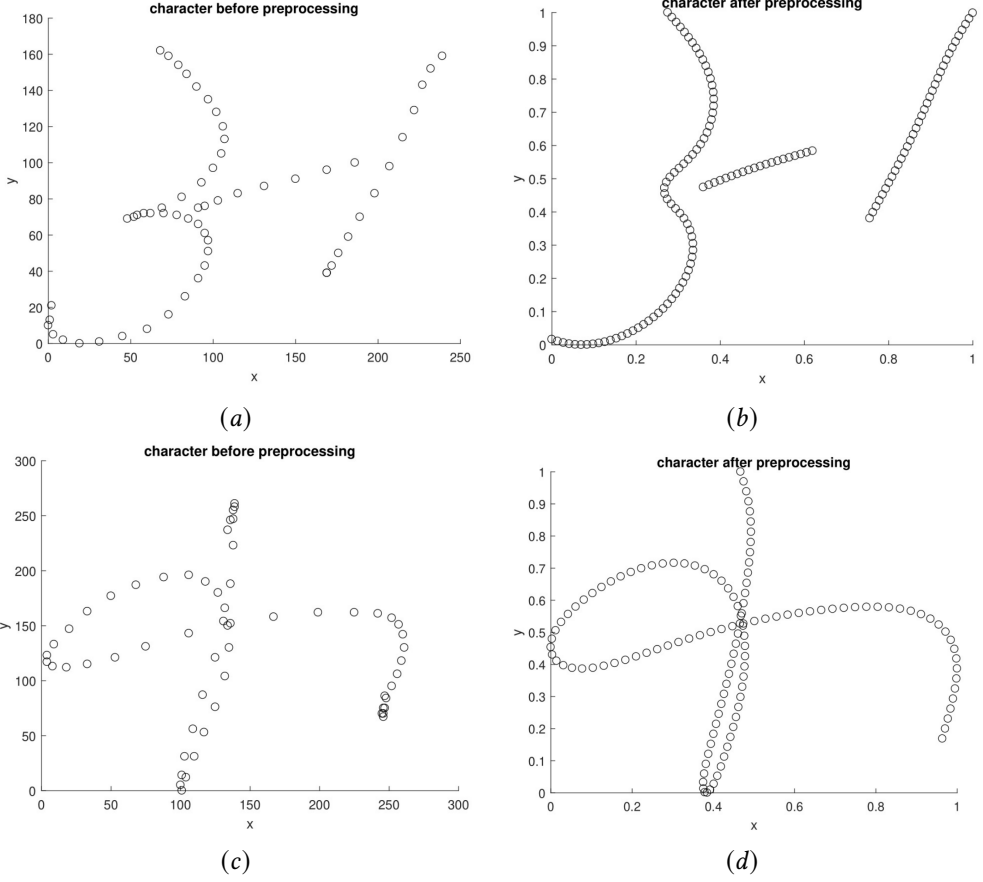 character before preprocessing
180
160
140
120
100
80
60
40
20
0
y
0 50 100 150 200 250
x
(a)
character after preprocessing
1
0.9
0.8
0.7
0.6
0.5
0.4
0.3
0.2
0.1
0
y
0 0.2 0.4 0.6 0.8 1
x
(b)
character before preprocessing
300
250
200
150
100
50
0
y
0 50 100 150 200 250 300
x
(c)
character after preprocessing
1
0.9
0.8
0.7
0.6
0.5
0.4
0.3
0.2
0.1
0
y
0 0.2 0.4 0.6 0.8 1
x
(d)